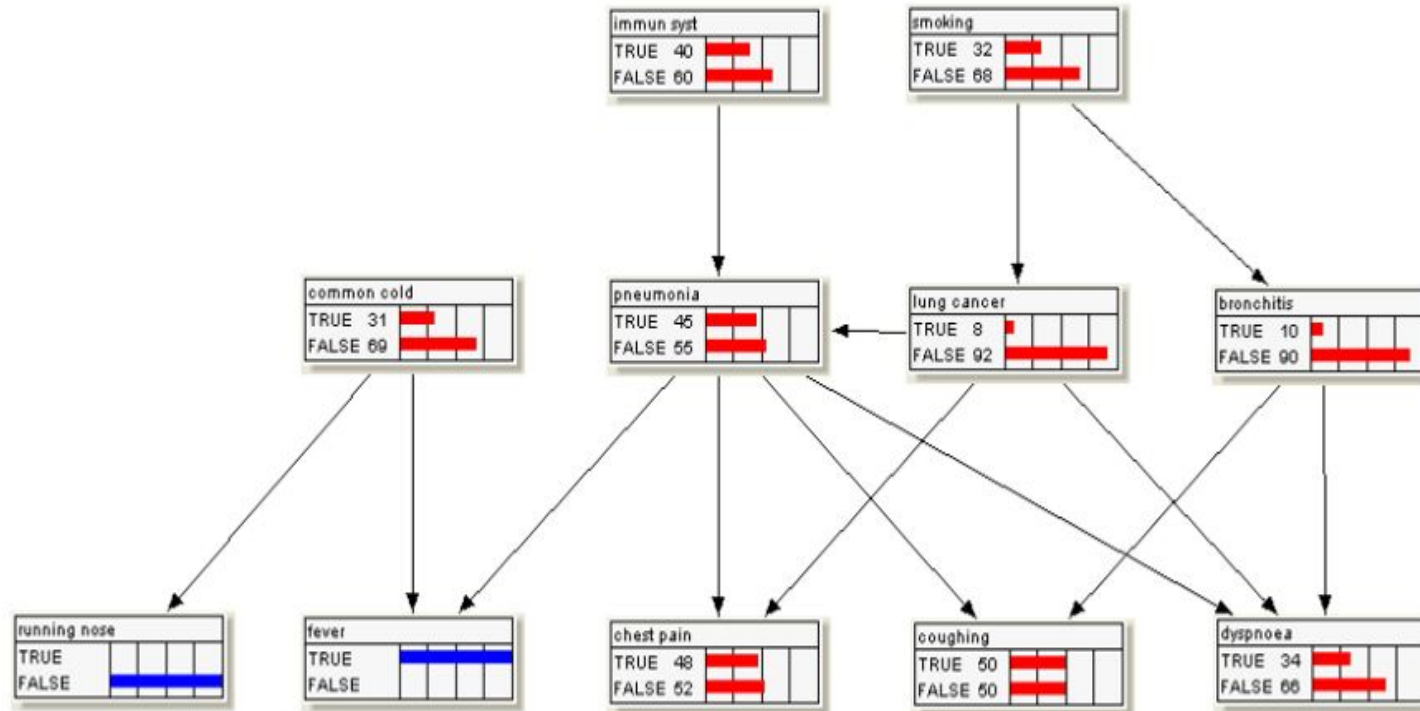 immun syst
TRUE 40
FALSE 60
smoking
TRUE 32
FALSE 68
common cold
TRUE 31
FALSE 69
pneumonia
TRUE 45
FALSE 55
lung cancer
TRUE 8
FALSE 92
bronchitis
TRUE 10
FALSE 90
running nose
TRUE
FALSE
fever
TRUE
FALSE
chest pain
TRUE 48
FALSE 52
coughing
TRUE 50
FALSE 50
dyspnoea
TRUE 34
FALSE 66